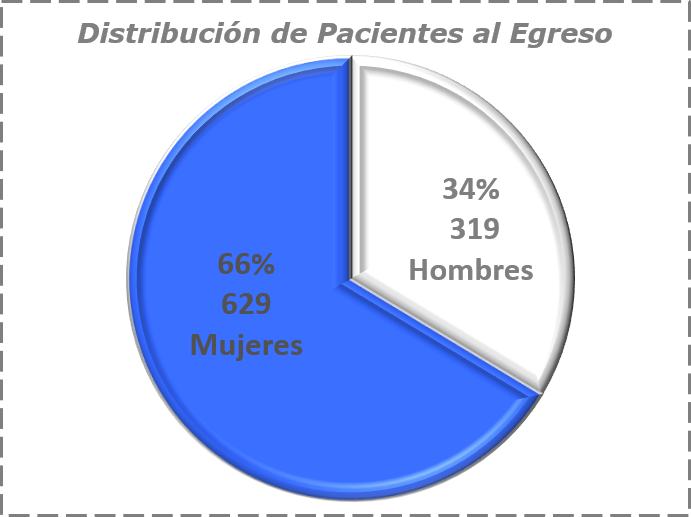 Distribución de Pacientes al Egreso
34%
319
Hombres
66%
629
Mujeres